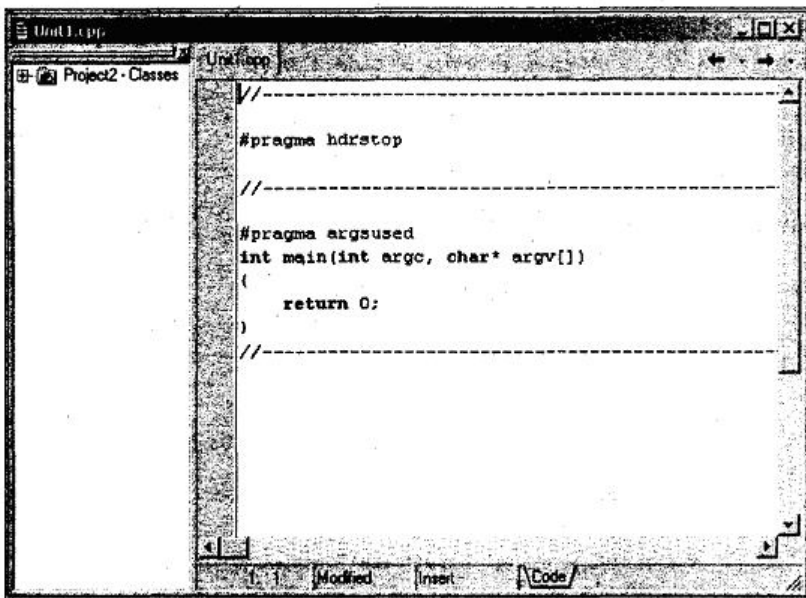 Unit1.cpp
Project2 - Classes
Unit1.cpp
//-----------------------------------------------
#pragma hdrstop
//-----------------------------------------------
#pragma argsused
int main(int argc, char* argv[])
{
    return 0;
}
//-----------------------------------------------
1: 1 Modified Insert Code